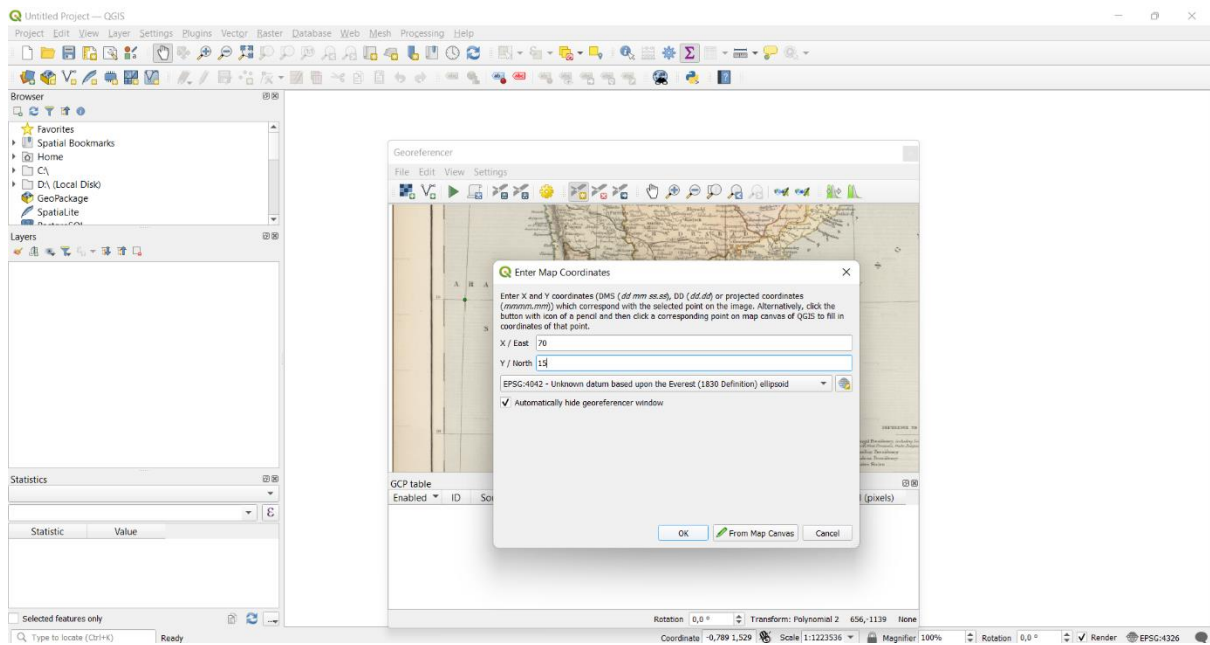 Untitled Project — QGIS
Project Edit View Layer Settings Plugins Vector Raster Database Web Mesh Processing Help
Browser
Favorites
Spatial Bookmarks
Home
C:\
D:\ (Local Disk)
GeoPackage
SpatiaLite
PostgreSQL
Layers
Statistics
Statistic Value
Selected features only
Type to locate (Ctrl+K) Ready
Georeferencer
File Edit View Settings
Enter Map Coordinates
Enter X and Y coordinates (DMS (dd mm ss.ss), DD (dd.dd) or projected coordinates
(mmmm.mm)) which correspond with the selected point on the image. Alternatively, click the
button with icon of a pencil and then click a corresponding point on map canvas of QGIS to fill in
coordinates of that point.
X / East 70
Y / North 15
EPSG:4042 - Unknown datum based upon the Everest (1830 Definition) ellipsoid
Automatically hide georeferencer window
OK From Map Canvas Cancel
GCP table
Enabled ID (pixels)
Rotation 0,0 ° Transform: Polynomial 2 656,-1139 None
Coordinate -0,789 1,529 Scale 1:1223536 Magnifier 100% Rotation 0,0 ° Render EPSG:4326